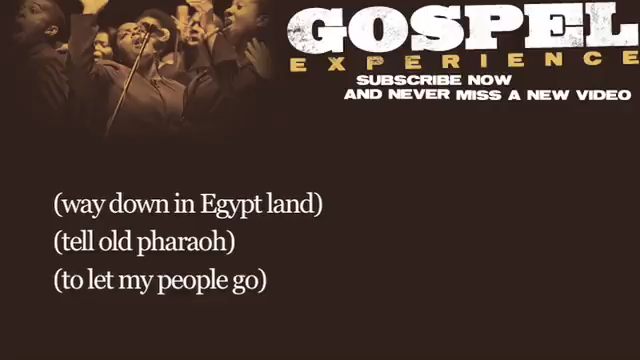 GOSPEL
EXPERIENCE
SUBSCRIBE NOW
AND NEVER MISS A NEW VIDEO
(way down in Egypt land)
(tell old pharaoh)
(to let my people go)